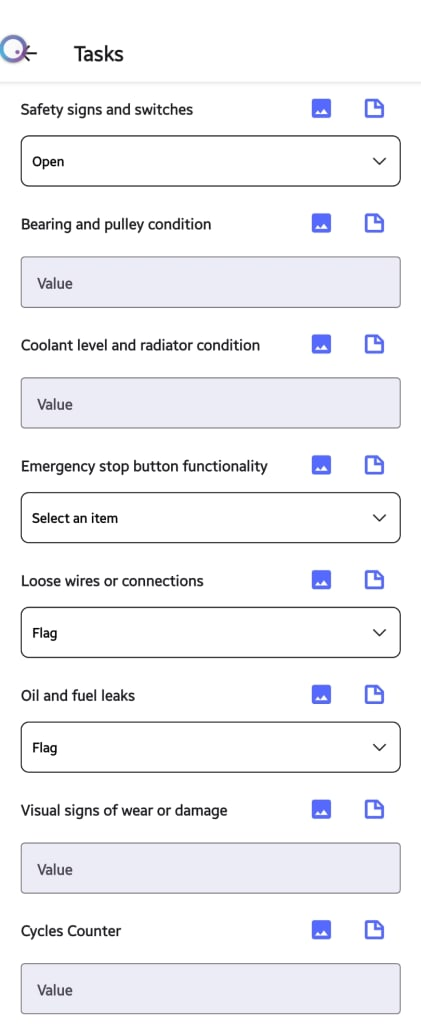 Tasks
Safety signs and switches
Open
Bearing and pulley condition
Value
Coolant level and radiator condition
Value
Emergency stop button functionality
Select an item
Loose wires or connections
Flag
Oil and fuel leaks
Flag
Visual signs of wear or damage
Value
Cycles Counter
Value